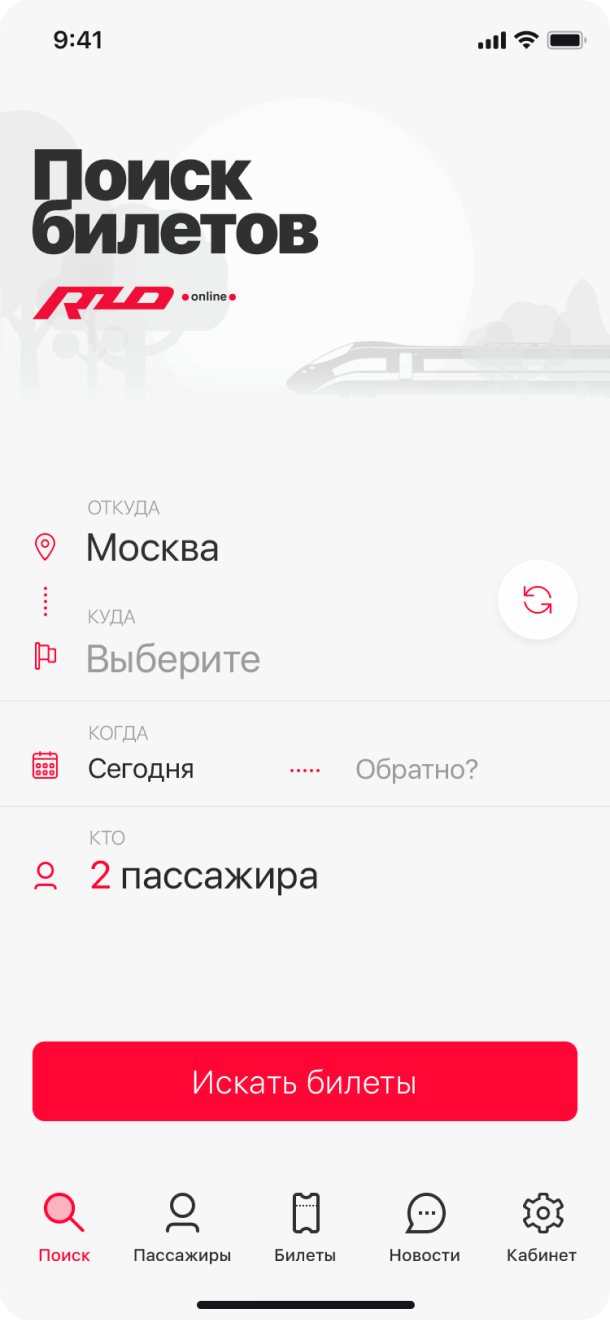 9:41
Поиск
билетов
RZD •online•
ОТКУДА
Москва
КУДА
Выберите
КОГДА
Сегодня ····· Обратно?
КТО
2 пассажира
Искать билеты
Поиск Пассажиры Билеты Новости Кабинет